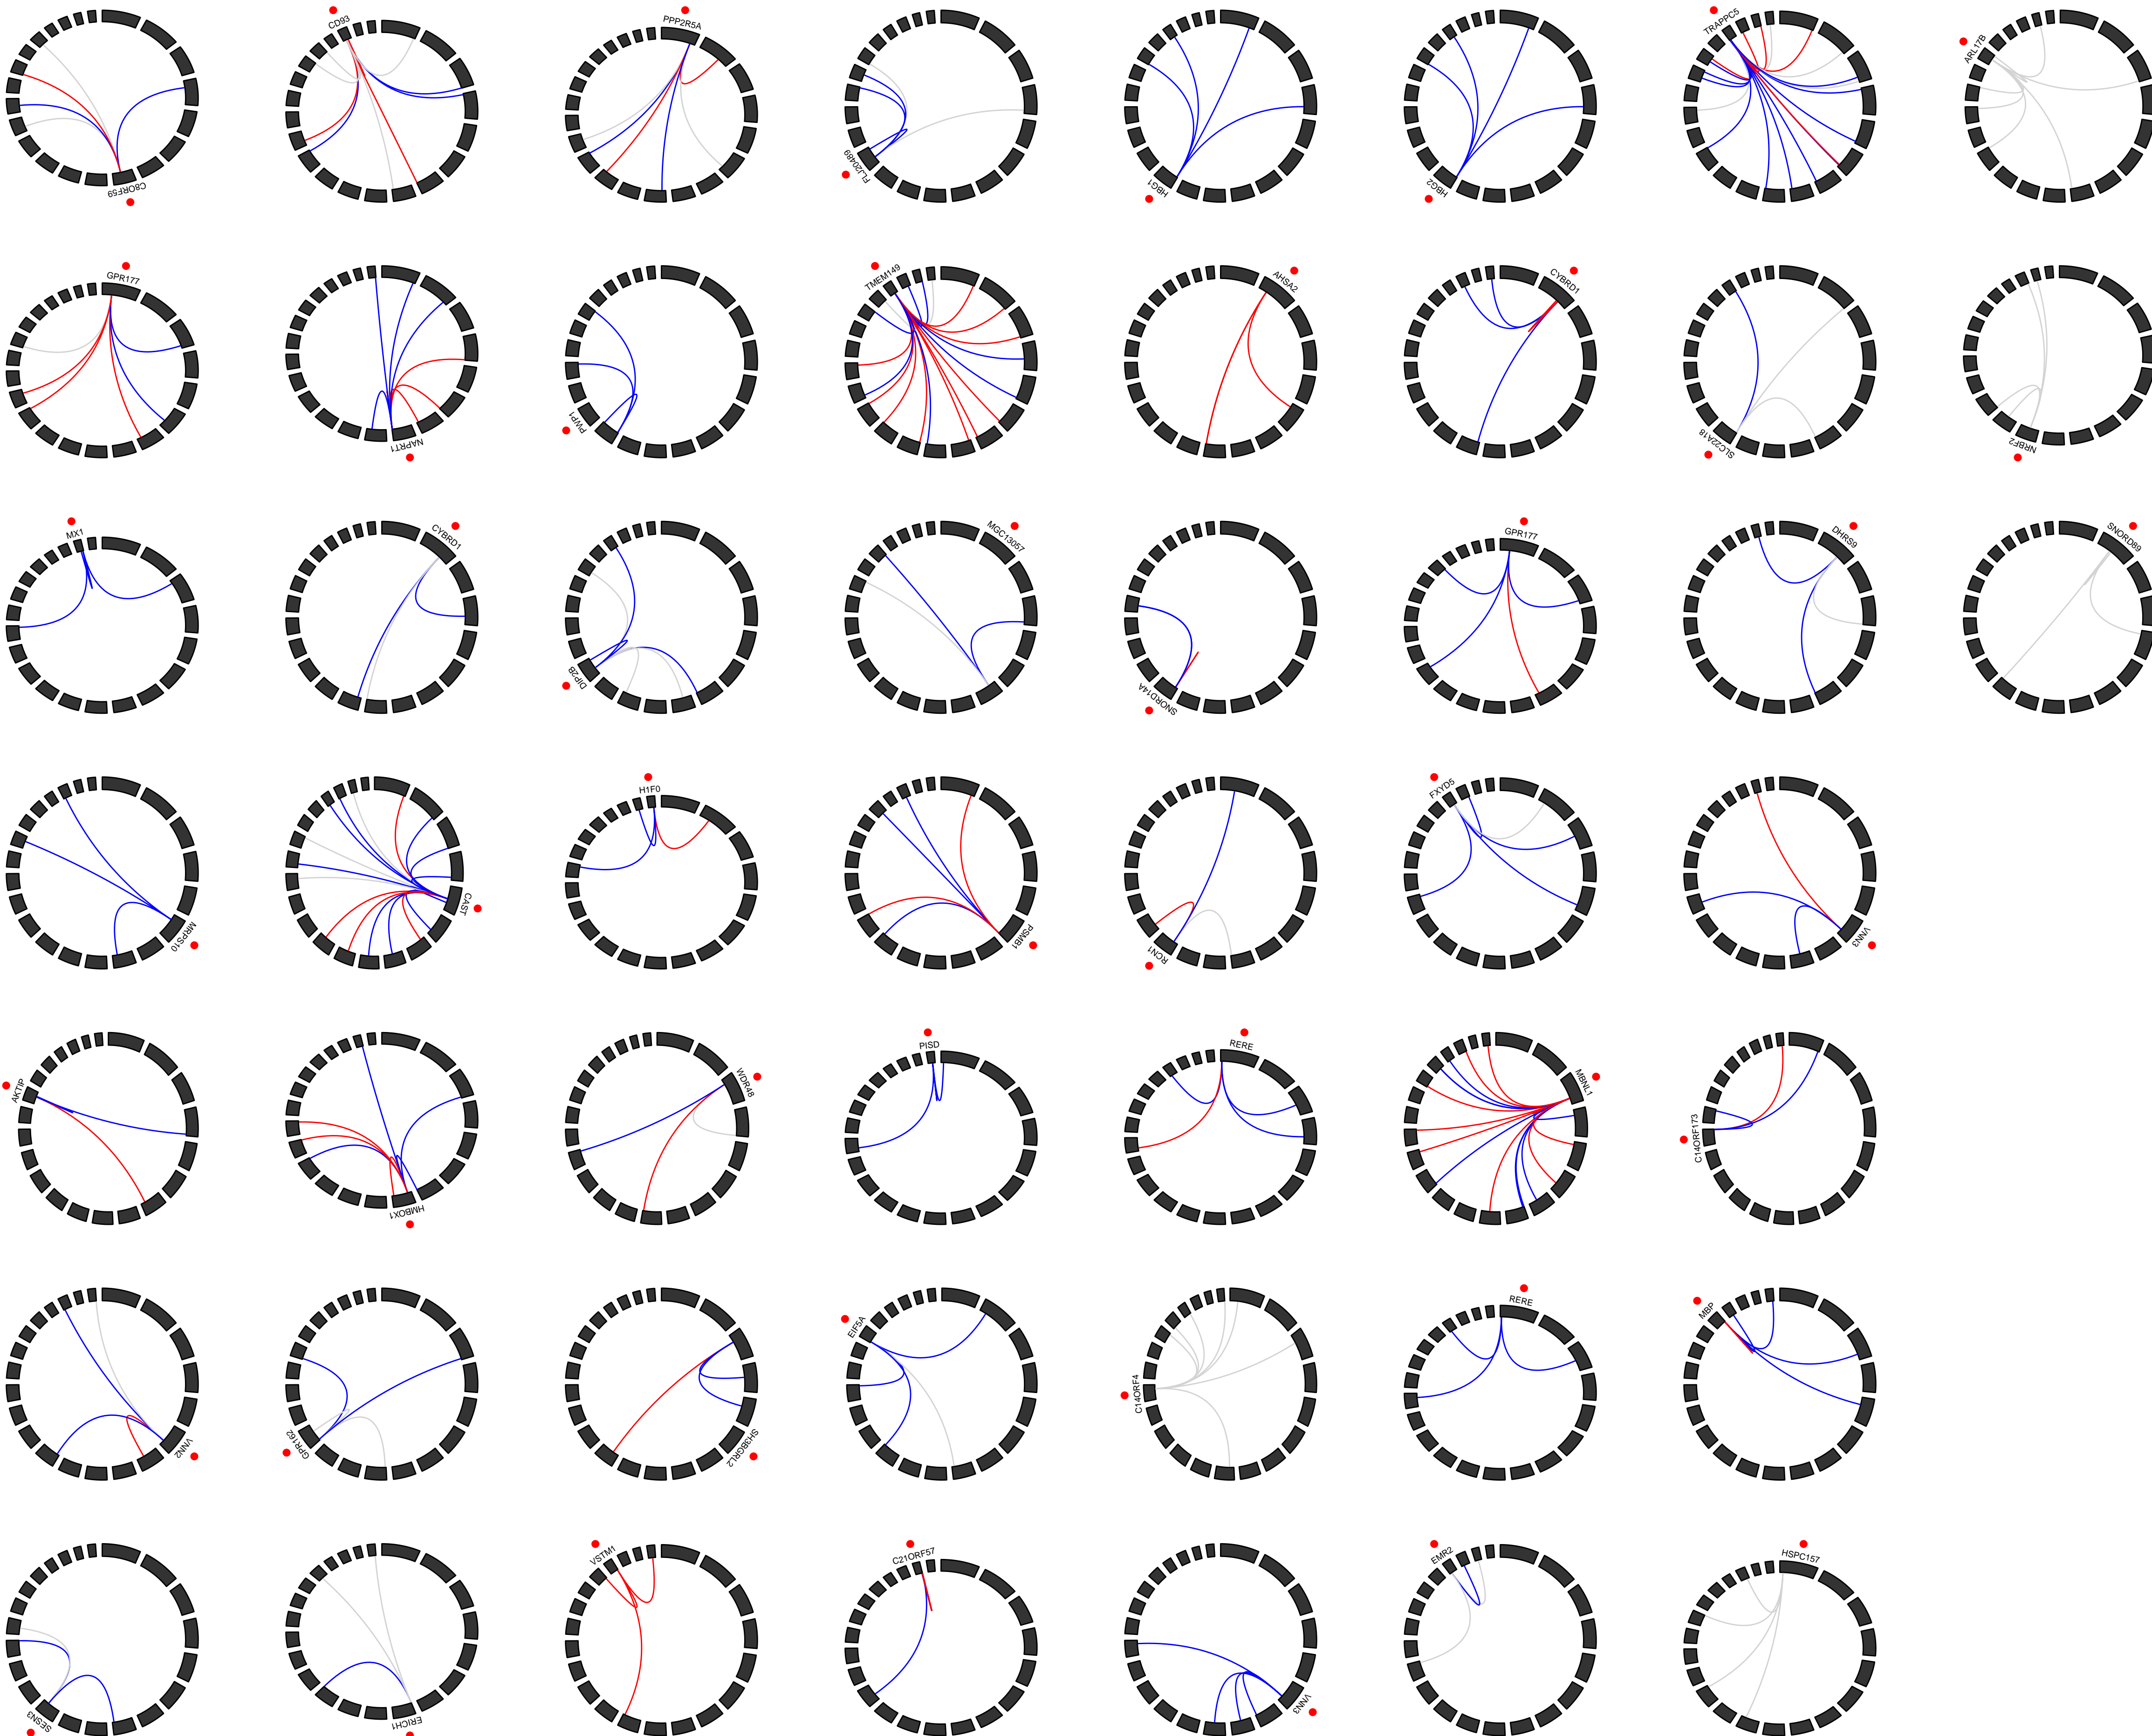 C8ORF59
CD93
PPP2R5A
FLJ20489
HBG1
HBG2
TRAPPC5
ARL17B
GPR177
NAPRT1
PWP1
TMEM149
AHSA2
CYBRD1
SLC22A18
NRBF2
MX1
CYBRD1
DIP2B
MGC13057
SNORD14A
GPR177
DHRS9
SNORD89
MRPS10
CAST
H1F0
PSMB1
RCN1
FXYD5
VNN3
AKTIP
HMBOX1
WDR48
PISD
RERE
MBNL1
C14ORF173
VNN2
GPR162
SH3BGRL2
EIF5A
C14ORF4
RERE
MBP
SESN3
ERICH1
VSTM1
C21ORF57
VNN3
EMR2
HSPC157